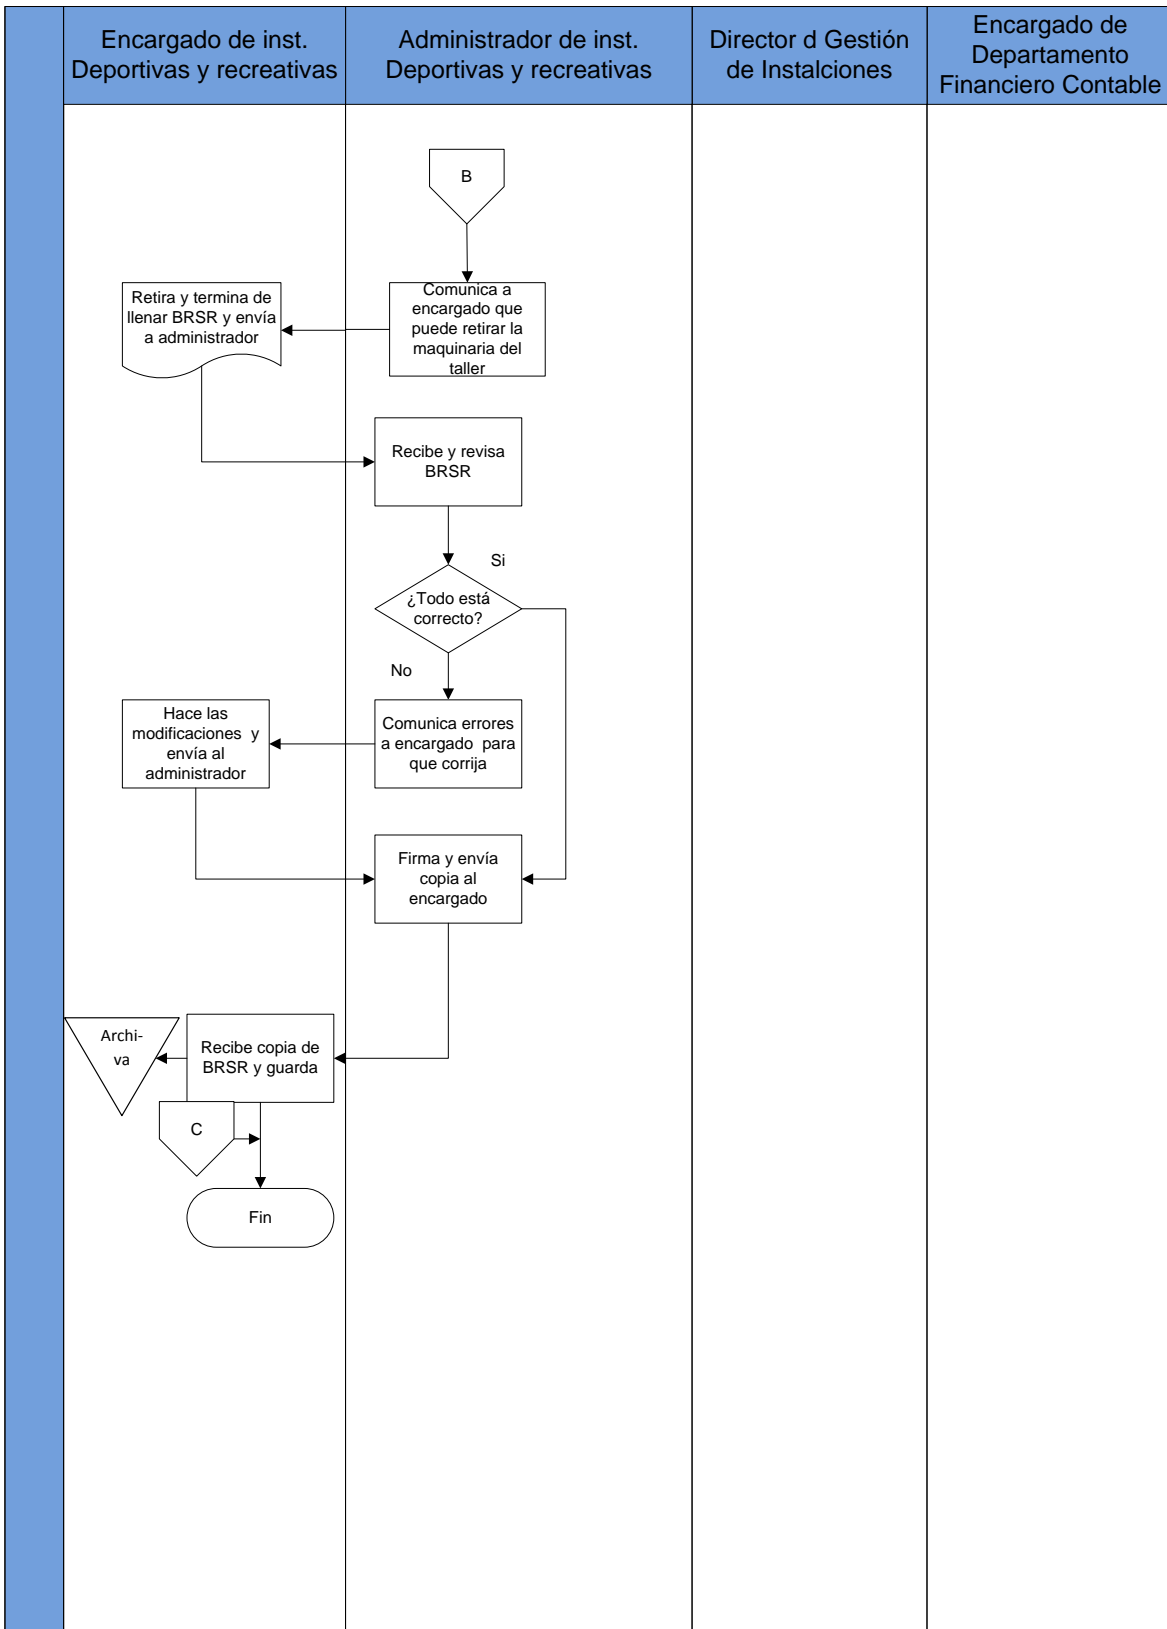 Encargado de inst.
Deportivas y recreativas
Administrador de inst.
Deportivas y recreativas
Director d Gestión
de Instalciones
Encargado de
Departamento
Financiero Contable
B
Comunica a
encargado que
puede retirar la
maquinaria del
taller
Retira y termina de
llenar BRSR y envía
a administrador
Recibe y revisa
BRSR
Si
¿Todo está
correcto?
No
Comunica errores
a encargado  para
que corrija
Hace las
modificaciones  y
envía al
administrador
Firma y envía
copia al
encargado
Recibe copia de
BRSR y guarda
Archi-
va
C
Fin